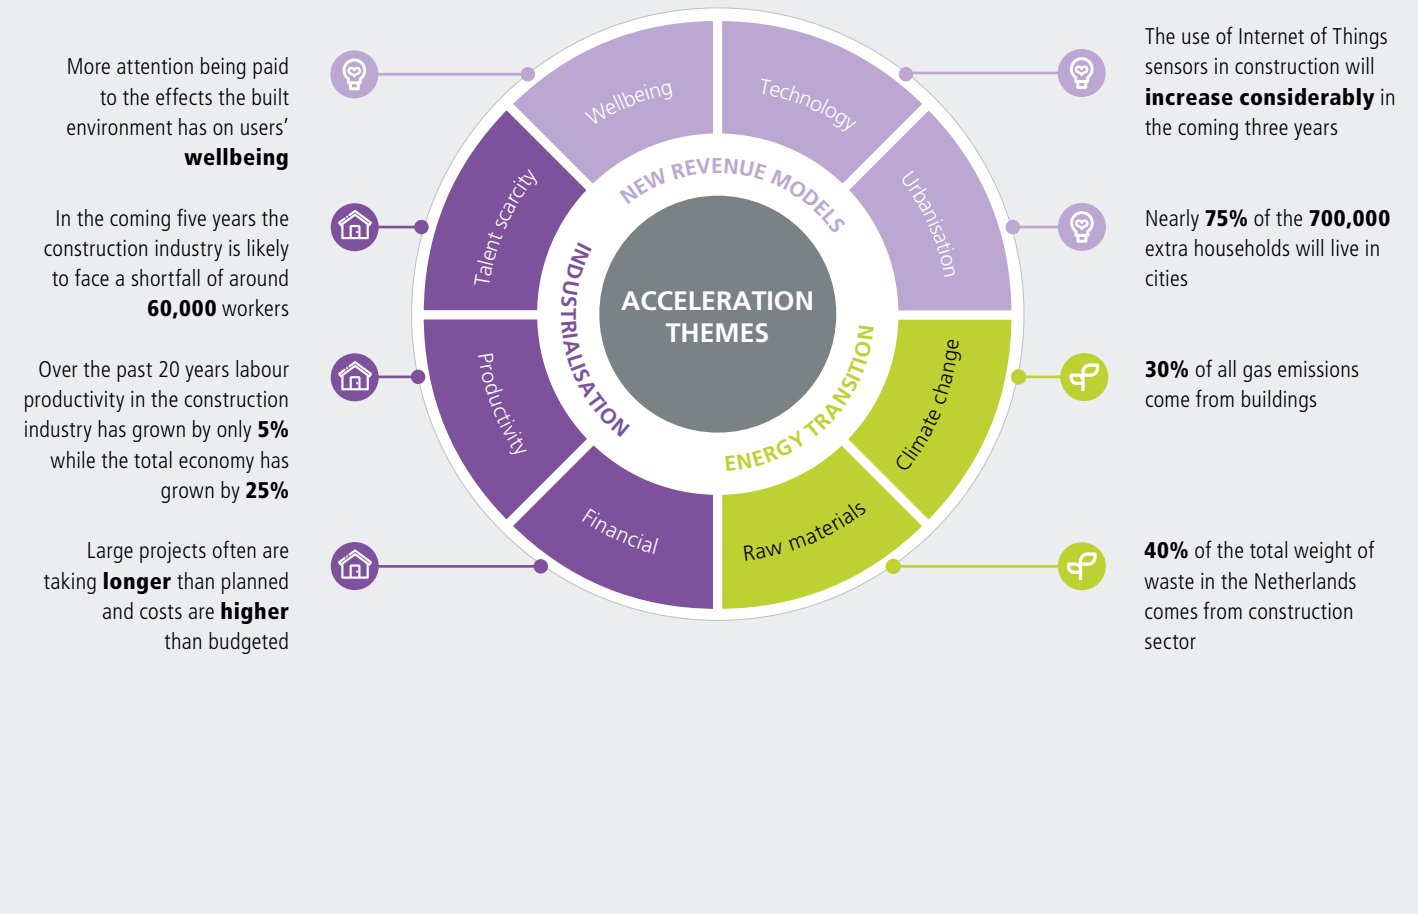 More attention being paid
to the effects the built
environment has on users’
wellbeing
In the coming five years the
construction industry is likely
to face a shortfall of around
60,000 workers
Over the past 20 years labour
productivity in the construction
industry has grown by only 5%
while the total economy has
grown by 25%
Large projects often are
taking longer than planned
and costs are higher
than budgeted
Wellbeing
Technology
Talent scarcity
Urbanisation
NEW REVENUE MODELS
INDUSTRIALISATION
ACCELERATION
THEMES
ENERGY TRANSITION
Productivity
Climate change
Financial
Raw materials
The use of Internet of Things
sensors in construction will
increase considerably in
the coming three years
Nearly 75% of the 700,000
extra households will live in
cities
30% of all gas emissions
come from buildings
40% of the total weight of
waste in the Netherlands
comes from construction
sector